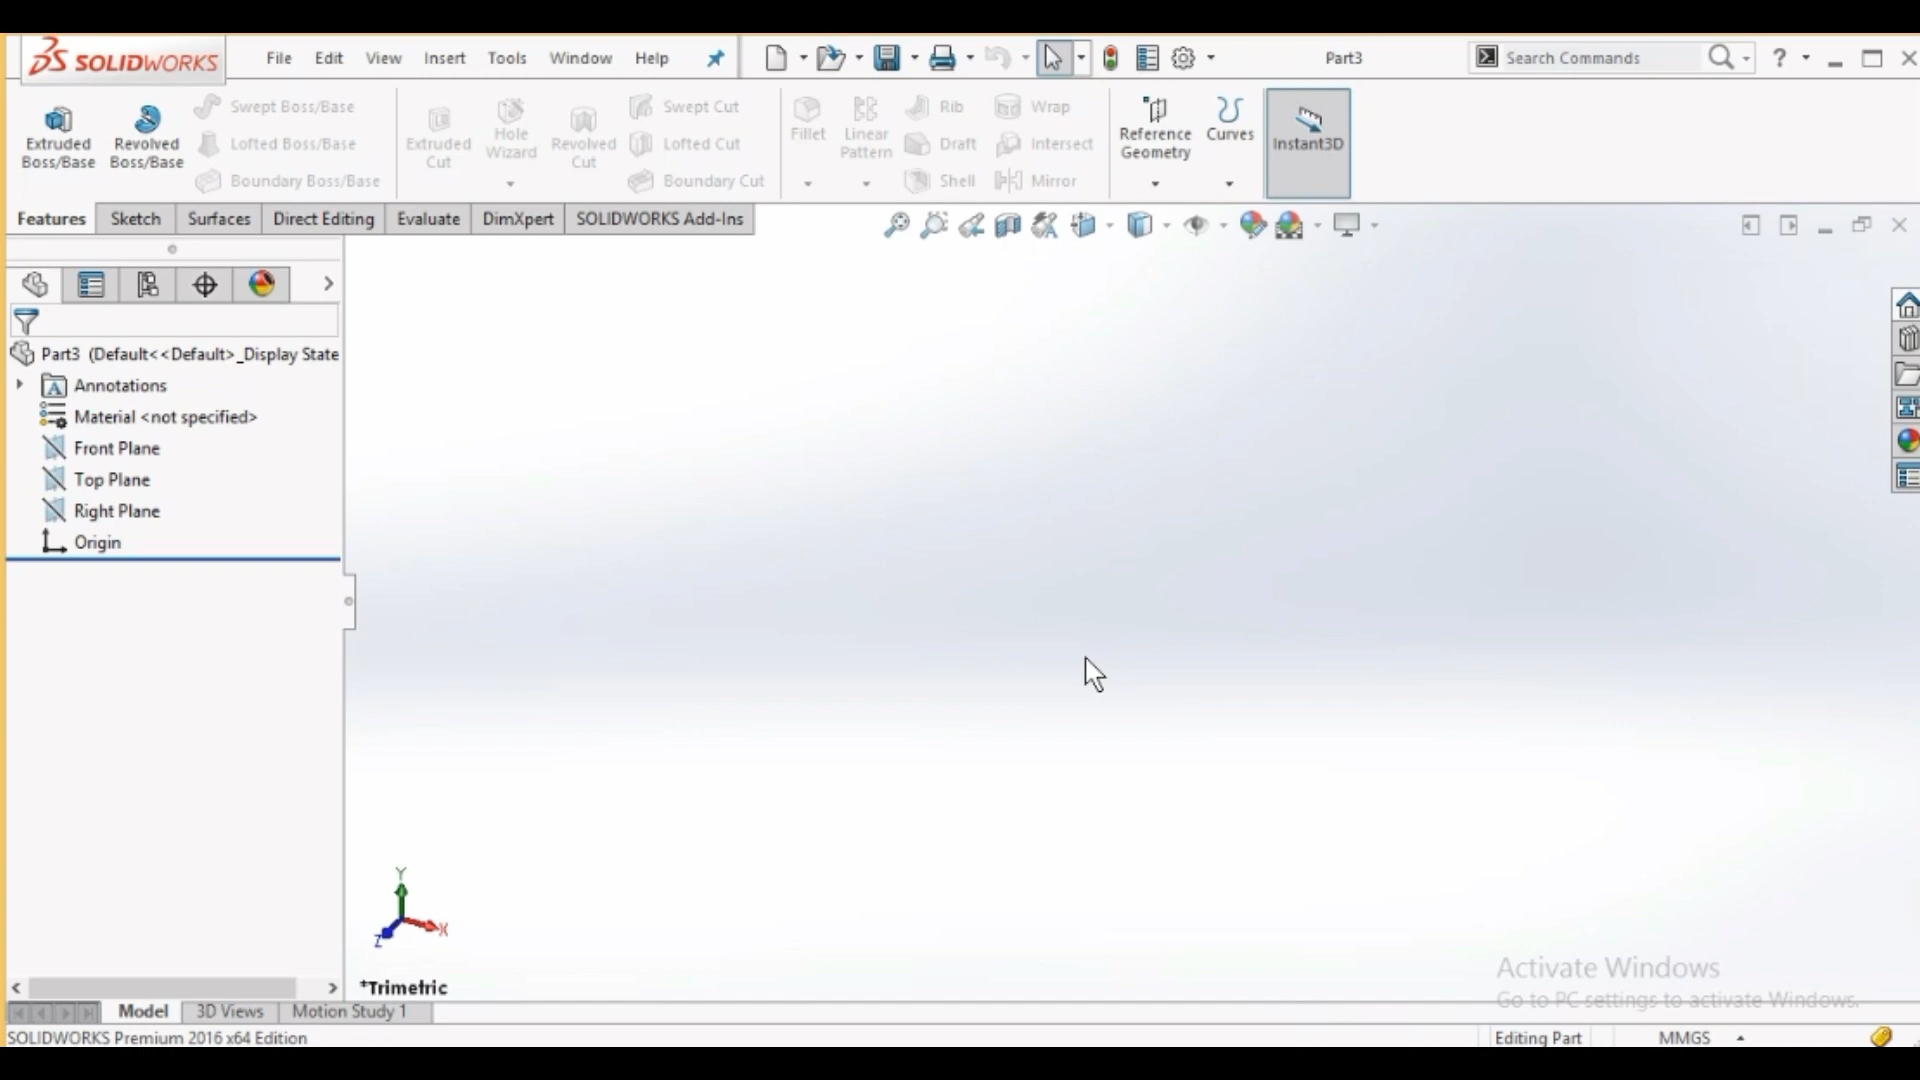 SOLIDWORKS File Edit View Insert Tools Window Help Part3 Search Commands ?
Extruded Boss/Base
Revolved Boss/Base
Swept Boss/Base
Lofted Boss/Base
Boundary Boss/Base
Extruded Cut
Hole Wizard
Revolved Cut
Swept Cut
Lofted Cut
Boundary Cut
Fillet
Linear Pattern
Rib
Draft
Shell
Wrap
Intersect
Mirror
Reference Geometry
Curves
Instant3D
Features Sketch Surfaces Direct Editing Evaluate DimXpert SOLIDWORKS Add-Ins
Part3 (Default<<Default>_Display State
Annotations
Material <not specified>
Front Plane
Top Plane
Right Plane
Origin
Y
X
Z
*Trimetric
Activate Windows
Go to PC settings to activate Windows.
Model 3D Views Motion Study 1
SOLIDWORKS Premium 2016 x64 Edition Editing Part MMGS